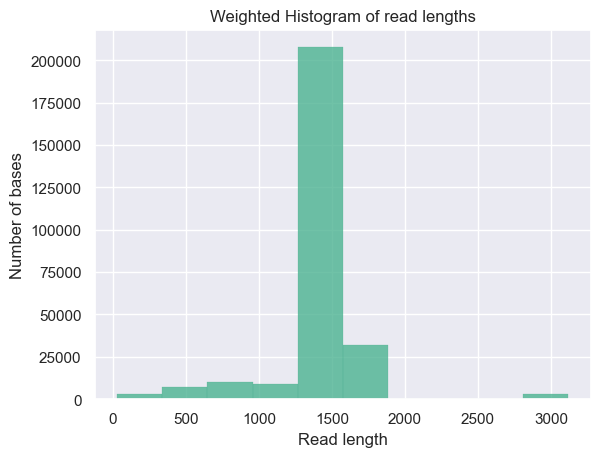 Weighted Histogram of read lengths
200000
175000
150000
125000
100000
75000
50000
25000
0
Number of bases
0 500 1000 1500 2000 2500 3000
Read length